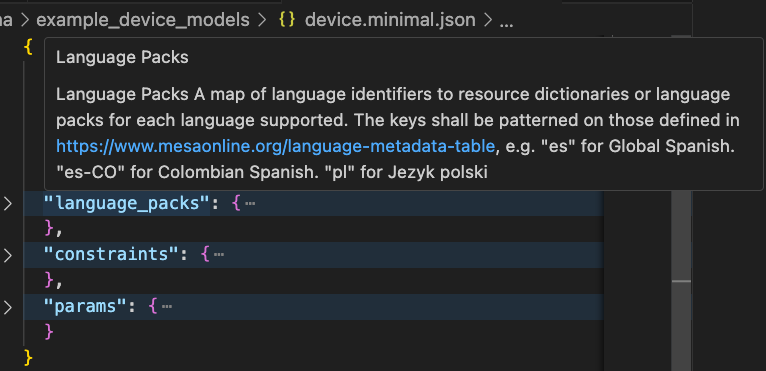 na > example_device_models > {} device.minimal.json > ...
{
Language Packs
Language Packs A map of language identifiers to resource dictionaries or language
packs for each language supported. The keys shall be patterned on those defined in
https://www.mesaonline.org/language-metadata-table, e.g. "es" for Global Spanish.
"es-CO" for Colombian Spanish. "pl" for Jezyk polski
> "language_packs": { ⋯
},
> "constraints": { ⋯
},
> "params": { ⋯
}
}